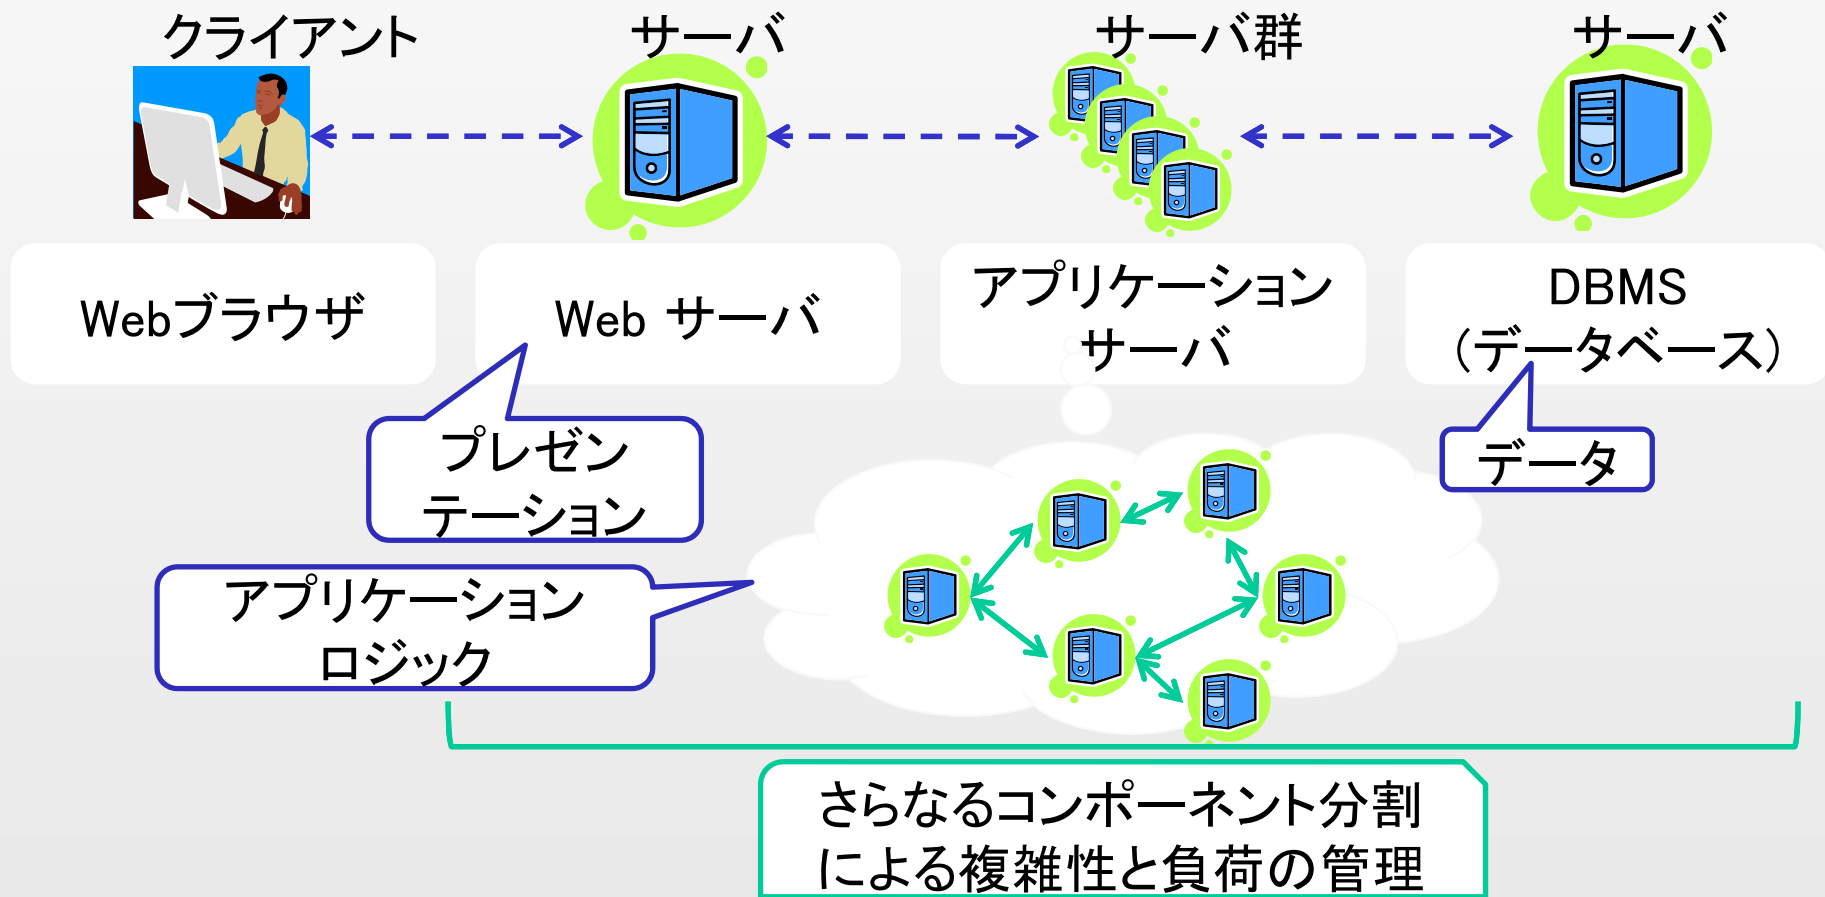 クライアント
サーバ
サーバ群
サーバ
Webブラウザ
Web サーバ
アプリケーション
サーバ
DBMS
(データベース)
プレゼン
テーション
データ
アプリケーション
ロジック
さらなるコンポーネント分割
による複雑性と負荷の管理